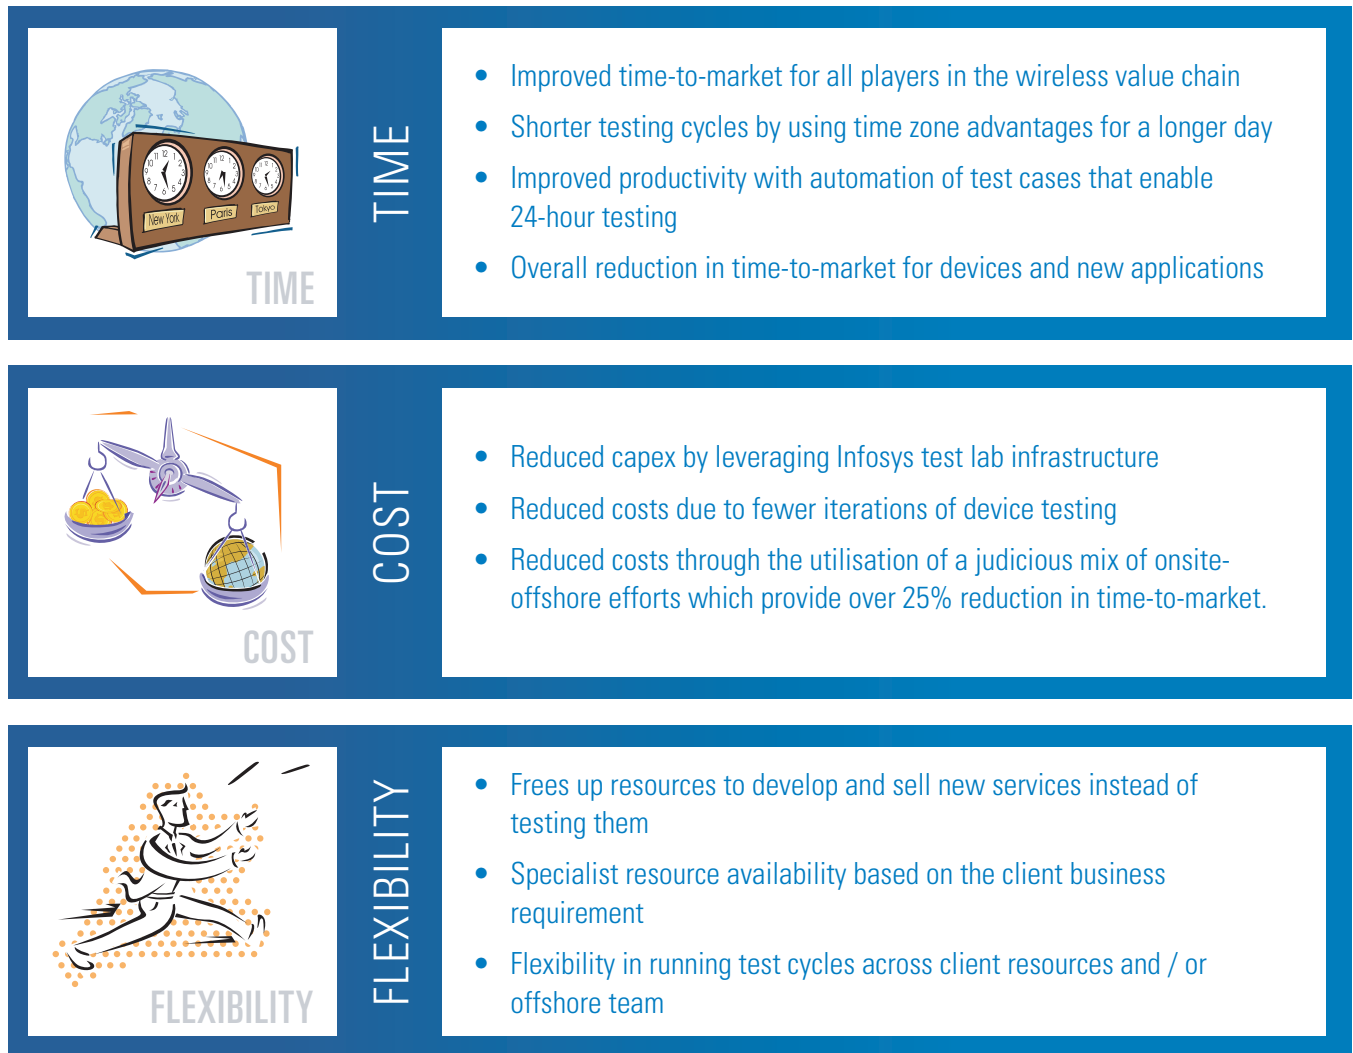 New York
Paris
Tokyo
TIME
TIME
• Improved time-to-market for all players in the wireless value chain
• Shorter testing cycles by using time zone advantages for a longer day
• Improved productivity with automation of test cases that enable
24-hour testing
• Overall reduction in time-to-market for devices and new applications
COST
COST
• Reduced capex by leveraging Infosys test lab infrastructure
• Reduced costs due to fewer iterations of device testing
• Reduced costs through the utilisation of a judicious mix of onsite-
offshore efforts which provide over 25% reduction in time-to-market.
FLEXIBILITY
FLEXIBILITY
• Frees up resources to develop and sell new services instead of
testing them
• Specialist resource availability based on the client business
requirement
• Flexibility in running test cycles across client resources and / or
offshore team